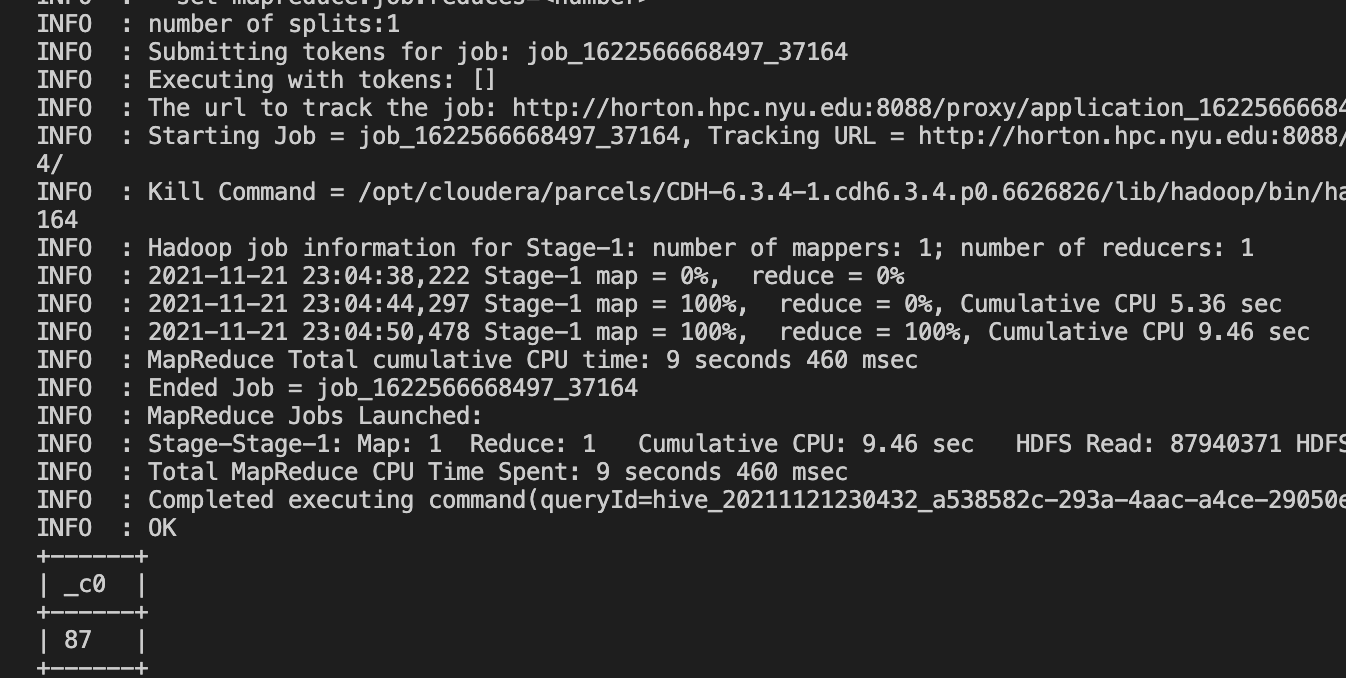 INFO  :   set mapreduce.job.reduces=<number>
INFO  : number of splits:1
INFO  : Submitting tokens for job: job_1622566668497_37164
INFO  : Executing with tokens: []
INFO  : The url to track the job: http://horton.hpc.nyu.edu:8088/proxy/application_16225666684
INFO  : Starting Job = job_1622566668497_37164, Tracking URL = http://horton.hpc.nyu.edu:8088/
4/
INFO  : Kill Command = /opt/cloudera/parcels/CDH-6.3.4-1.cdh6.3.4.p0.6626826/lib/hadoop/bin/ha
164
INFO  : Hadoop job information for Stage-1: number of mappers: 1; number of reducers: 1
INFO  : 2021-11-21 23:04:38,222 Stage-1 map = 0%,  reduce = 0%
INFO  : 2021-11-21 23:04:44,297 Stage-1 map = 100%,  reduce = 0%, Cumulative CPU 5.36 sec
INFO  : 2021-11-21 23:04:50,478 Stage-1 map = 100%,  reduce = 100%, Cumulative CPU 9.46 sec
INFO  : MapReduce Total cumulative CPU time: 9 seconds 460 msec
INFO  : Ended Job = job_1622566668497_37164
INFO  : MapReduce Jobs Launched:
INFO  : Stage-Stage-1: Map: 1  Reduce: 1   Cumulative CPU: 9.46 sec   HDFS Read: 87940371 HDFS
INFO  : Total MapReduce CPU Time Spent: 9 seconds 460 msec
INFO  : Completed executing command(queryId=hive_20211121230432_a538582c-293a-4aac-a4ce-29050e
INFO  : OK
+------+
| _c0  |
+------+
| 87   |
+------+